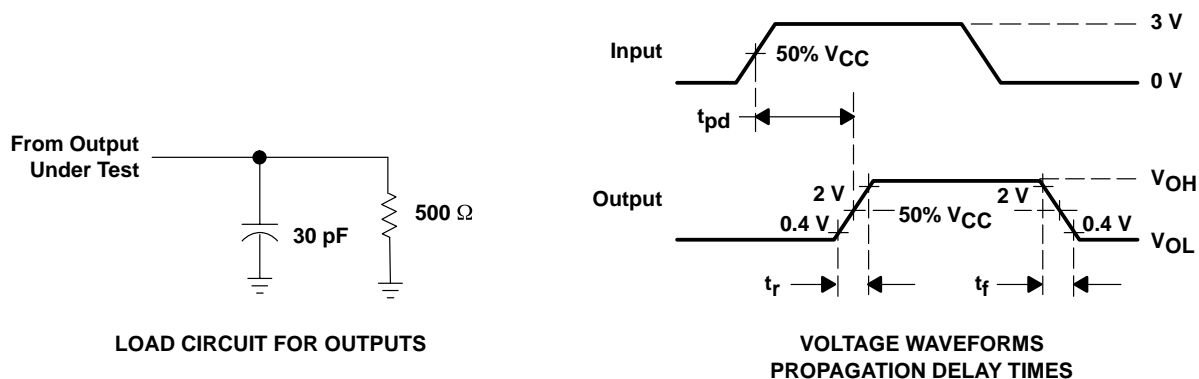 From Output
Under Test
30 pF
500 Ω
LOAD CIRCUIT FOR OUTPUTS
Input
50% VCC
3 V
0 V
tpd
Output
2 V
0.4 V
50% VCC
2 V
0.4 V
VOH
VOL
tr
tf
VOLTAGE WAVEFORMS
PROPAGATION DELAY TIMES